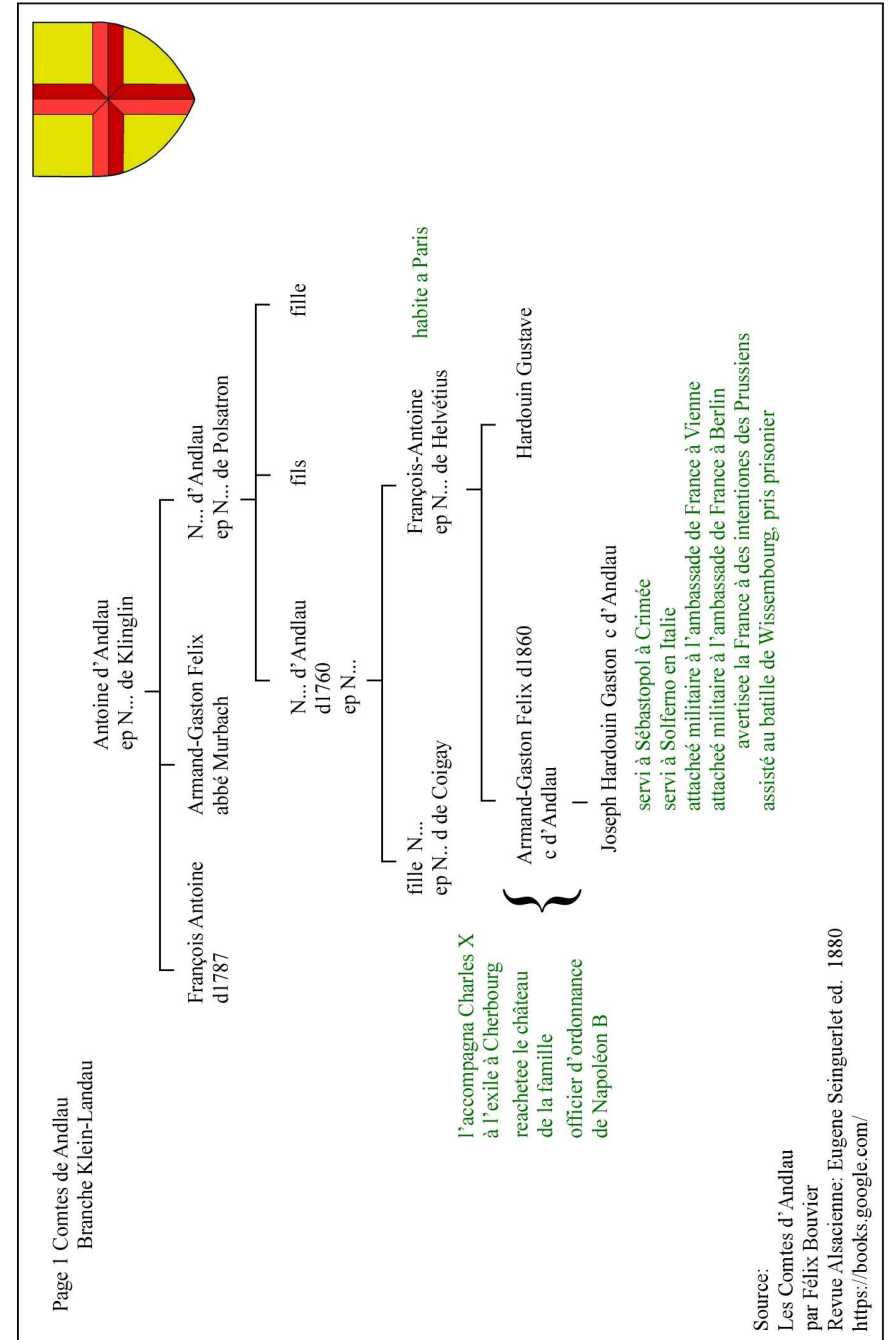 Page 1 Comtes de Andlau
Branche Klein-Landau
Antoine d'Andlau
ep N... de Klinglin
François Antoine
d1787
Armand-Gaston Felix
abbé Murbach
N... d'Andlau
ep N... de Polsatron
N... d'Andlau
d1760
ep N...
fils
fille
fille N...
ep N.. d de Coigay
François-Antoine
ep N... de Helvétius
habite a Paris
l'accompagna Charles X
à l'exile à Cherbourg
reachetee le château
de la famille
officier d'ordonnance
de Napoléon B
Armand-Gaston Felix d1860
c d'Andlau
Hardouin Gustave
Joseph Hardouin Gaston c d'Andlau
servi à Sébastopol à Crimée
servi à Solferno en Italie
attacheé militaire à l'ambassade de France à Vienne
attacheé militaire à l'ambassade de France à Berlin
avertisee la France à des intentiones des Prussiens
assisté au batille de Wissembourg, pris prisonier
Source:
Les Comtes d'Andlau
par Félix Bouvier
Revue Alsacienne: Eugene Seinguerlet ed. 1880
https://books.google.com/